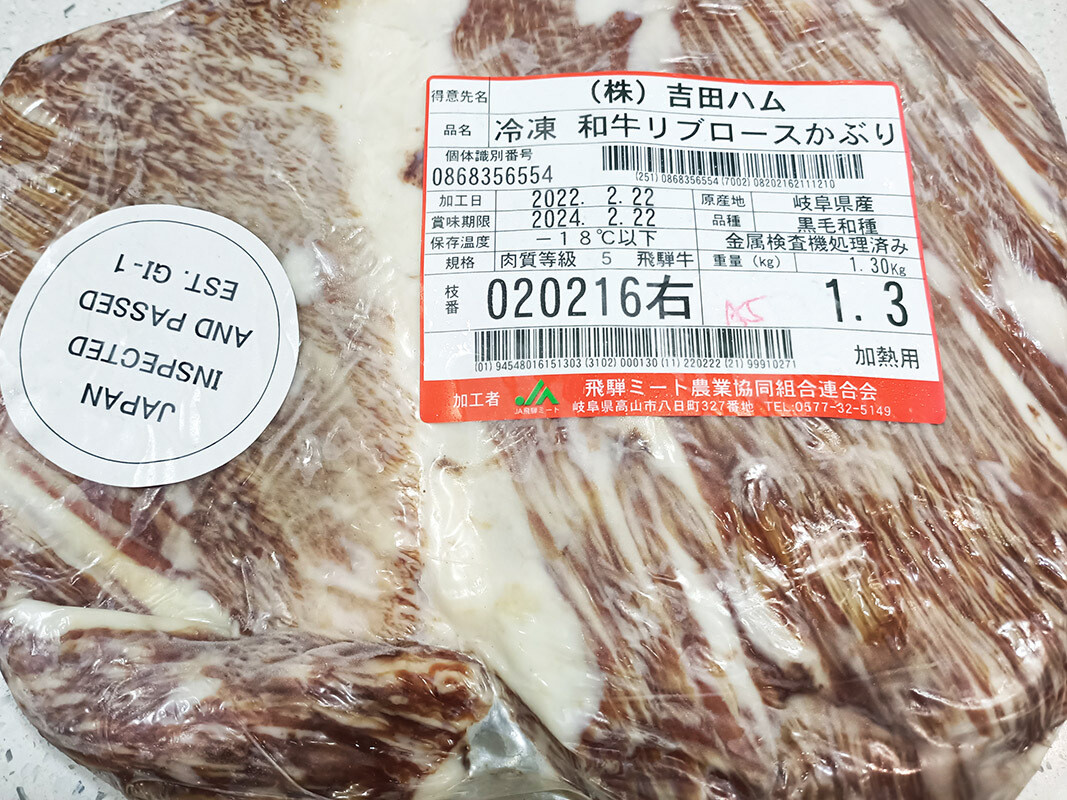 得意先名 （株）吉田ハム
品名 冷凍 和牛リブロースかぶり
個体識別番号
0868356554
(251) 0868356554 (7002) 08202162111210
加工日 2022. 2.22 原産地 岐阜県産
賞味期限 2024. 2.22 品種 黒毛和種
保存温度 －18℃以下 金属検査機処理済み
規格 肉質等級 5 飛騨牛 重量 (kg) 1.30Kg
枝番 020216右 A5 1.3
(01) 94548016151303 (3102) 000130 (11) 220222 (21) 99910271
加熱用
加工者 JA飛騨ミート 飛騨ミート農業協同組合連合会
岐阜県高山市八日町327番地 TEL:0577-32-5149
JAPAN
INSPECTED
AND PASSED
EST. GI-1